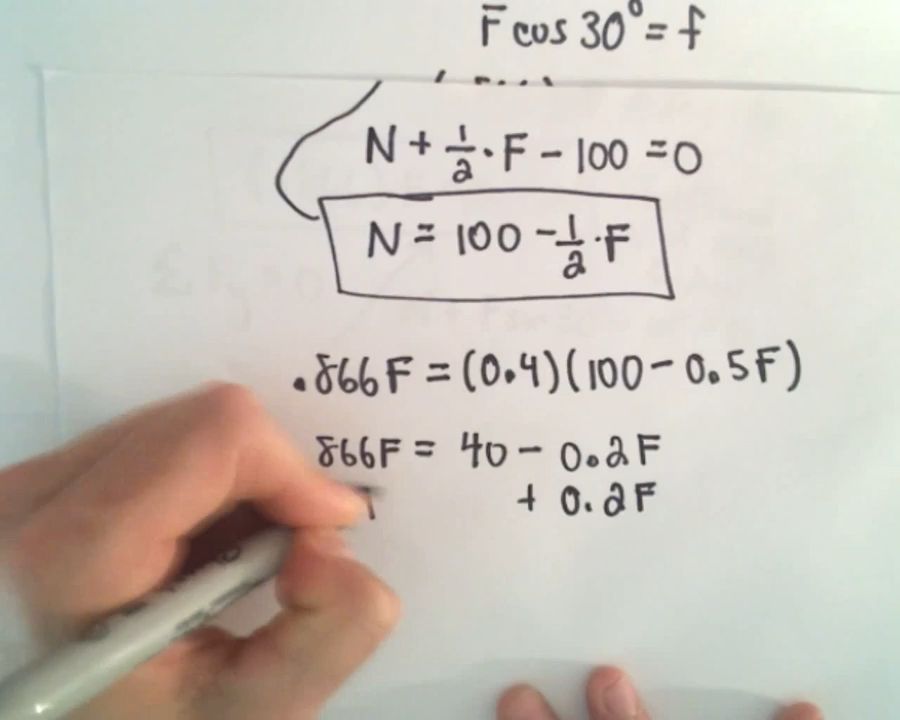 F cos 30° = f
N + 1/2 · F - 100 = 0
N = 100 - 1/2 · F
.866F = (0.4)(100 - 0.5F)
866F = 40 - 0.2F
+ 0.2F